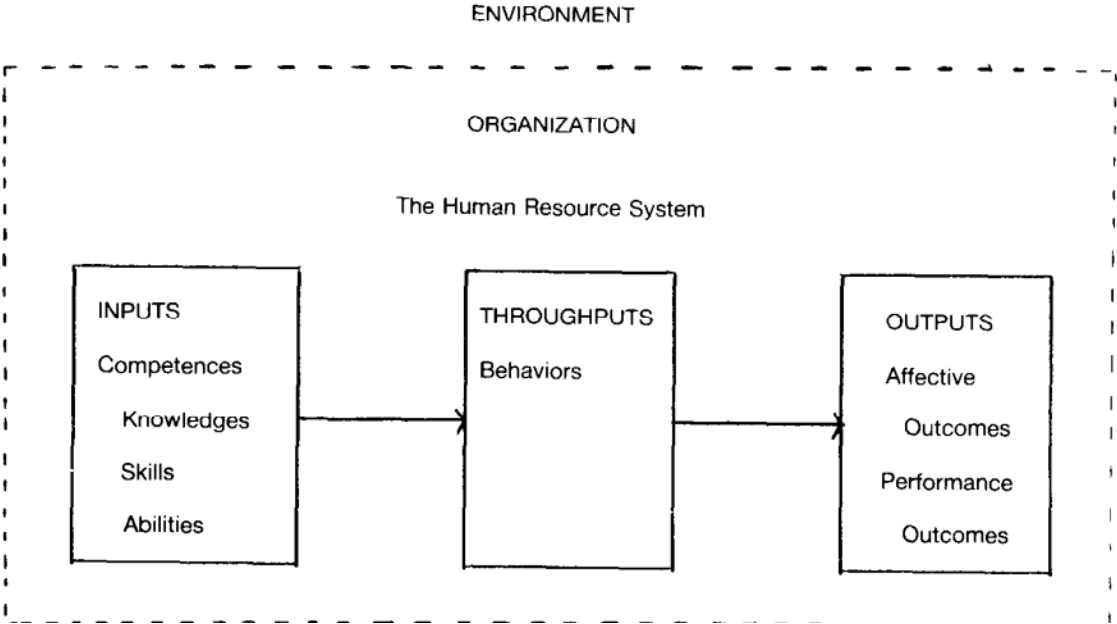 ENVIRONMENT
ORGANIZATION
The Human Resource System
INPUTS
Competences
Knowledges
Skills
Abilities
THROUGHPUTS
Behaviors
OUTPUTS
Affective
Outcomes
Performance
Outcomes